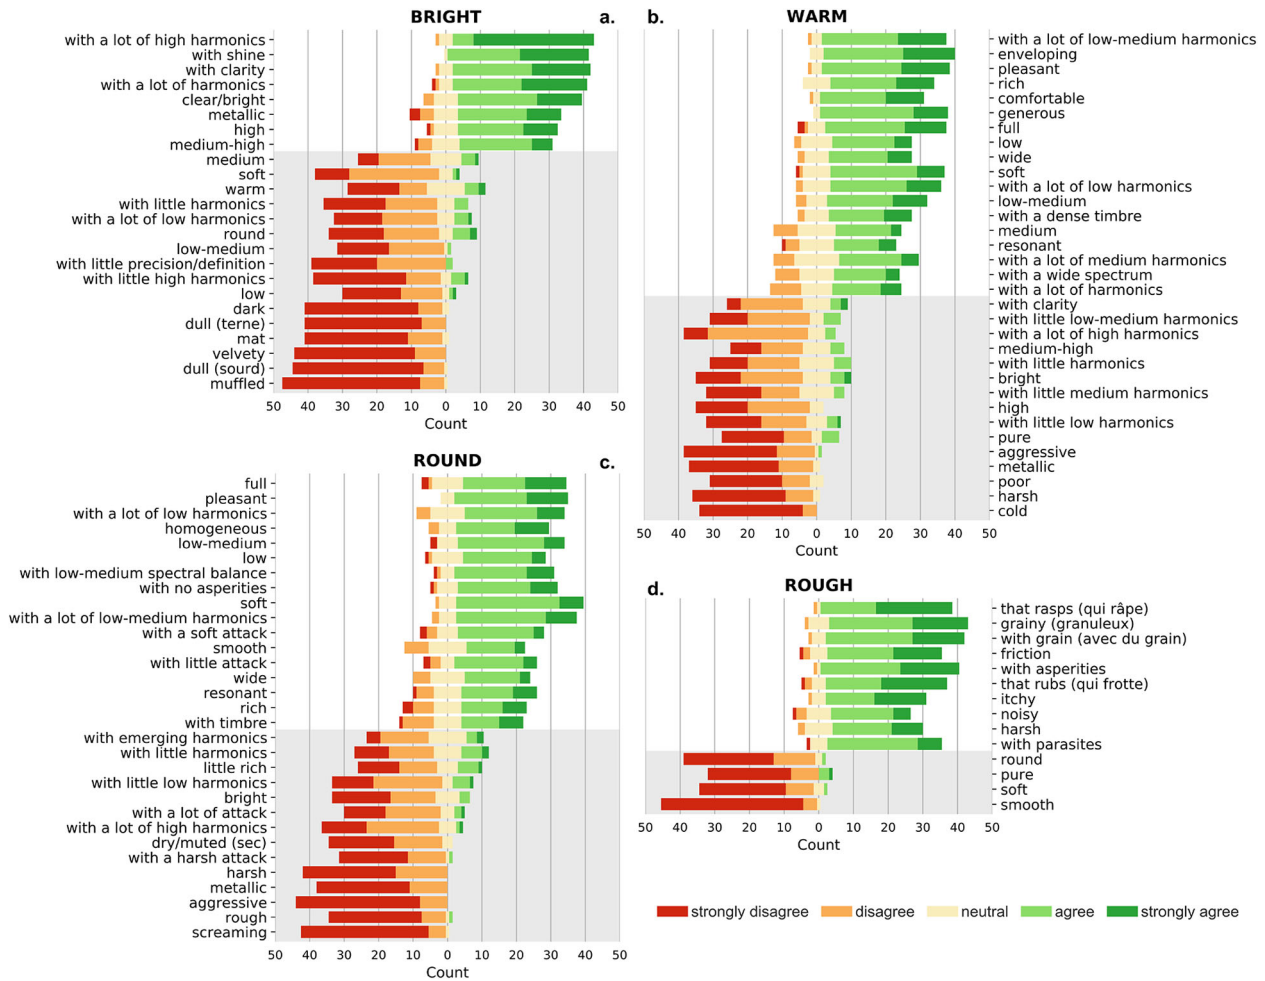 BRIGHT
a.
with a lot of high harmonics
with shine
with clarity
with a lot of harmonics
clear/bright
metallic
high
medium-high
medium
soft
warm
with little harmonics
with a lot of low harmonics
round
low-medium
with little precision/definition
with little high harmonics
low
dark
dull (terne)
mat
velvety
dull (sourd)
muffled
50 40 30 20 10 0 10 20 30 40 50
Count
b.
WARM
with a lot of low-medium harmonics
enveloping
pleasant
rich
comfortable
generous
full
low
wide
soft
with a lot of low harmonics
low-medium
with a dense timbre
medium
resonant
with a lot of medium harmonics
with a wide spectrum
with a lot of harmonics
with clarity
with little low-medium harmonics
with a lot of high harmonics
medium-high
with little harmonics
bright
with little medium harmonics
high
with little low harmonics
pure
aggressive
metallic
poor
harsh
cold
50 40 30 20 10 0 10 20 30 40 50
Count
ROUND
c.
full
pleasant
with a lot of low harmonics
homogeneous
low-medium
low
with low-medium spectral balance
with no asperities
soft
with a lot of low-medium harmonics
with a soft attack
smooth
with little attack
wide
resonant
rich
with timbre
with emerging harmonics
with little harmonics
little rich
with little low harmonics
bright
with a lot of attack
with a lot of high harmonics
dry/muted (sec)
with a harsh attack
harsh
metallic
aggressive
rough
screaming
50 40 30 20 10 0 10 20 30 40 50
Count
d.
ROUGH
that rasps (qui râpe)
grainy (granuleux)
with grain (avec du grain)
friction
with asperities
that rubs (qui frotte)
itchy
noisy
harsh
with parasites
round
pure
soft
smooth
50 40 30 20 10 0 10 20 30 40 50
Count
strongly disagree disagree neutral agree strongly agree